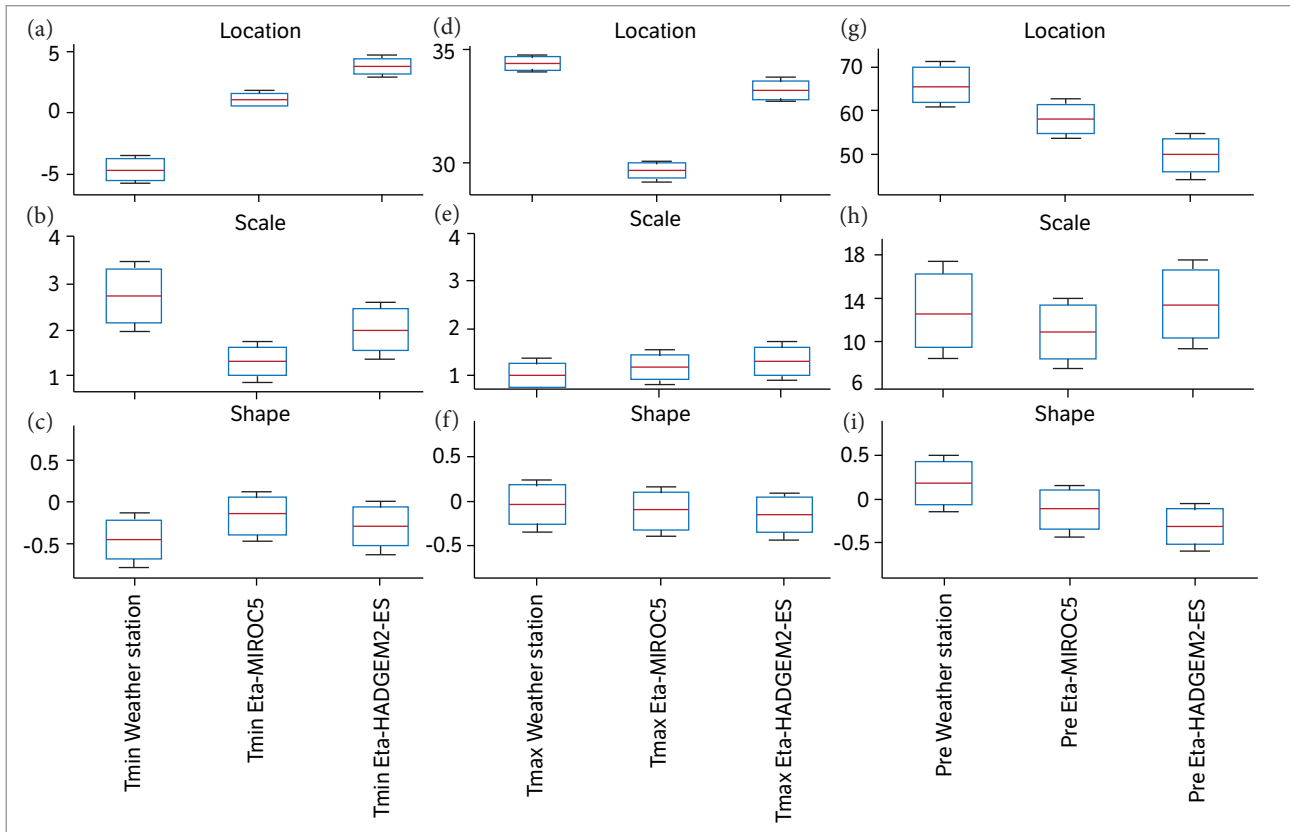 (a)
Location
5
0
-5
(b)
Scale
4
3
2
1
(c)
Shape
0.5
0
-0.5
Tmin Weather station
Tmin Eta-MIROC5
Tmin Eta-HADGEM2-ES
(d)
Location
35
30
(e)
Scale
4
3
2
1
(f)
Shape
0.5
0
-0.5
Tmax Weather station
Tmax Eta-MIROC5
Tmax Eta-HADGEM2-ES
(g)
Location
70
60
50
(h)
Scale
18
14
10
6
(i)
Shape
0.5
0
-0.5
Pre Weather station
Pre Eta-MIROC5
Pre Eta-HADGEM2-ES